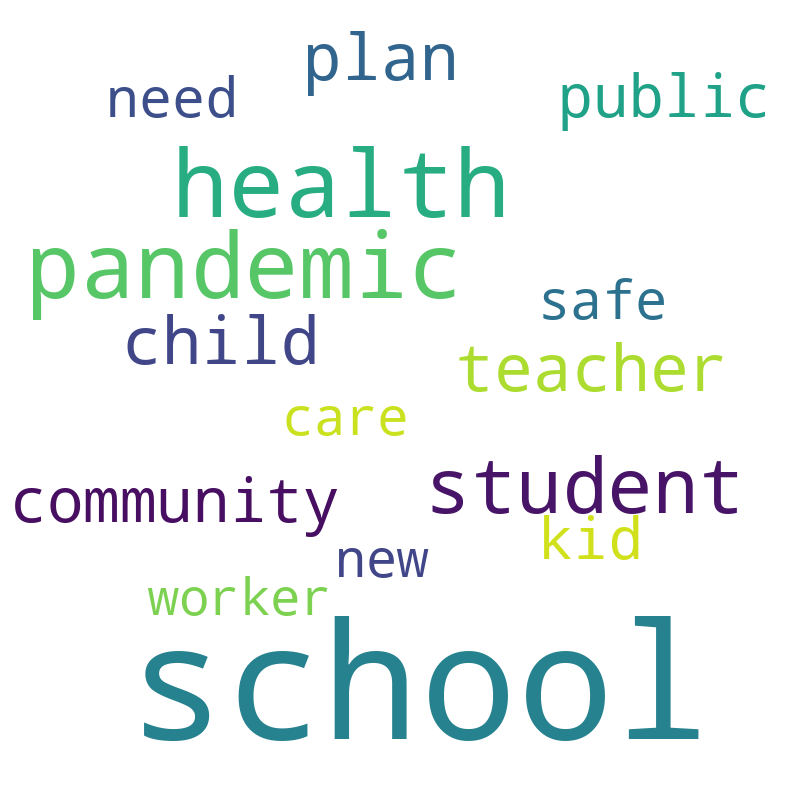 plan
need
public
health
pandemic
safe
child
teacher
care
student
community
kid
new
worker
school